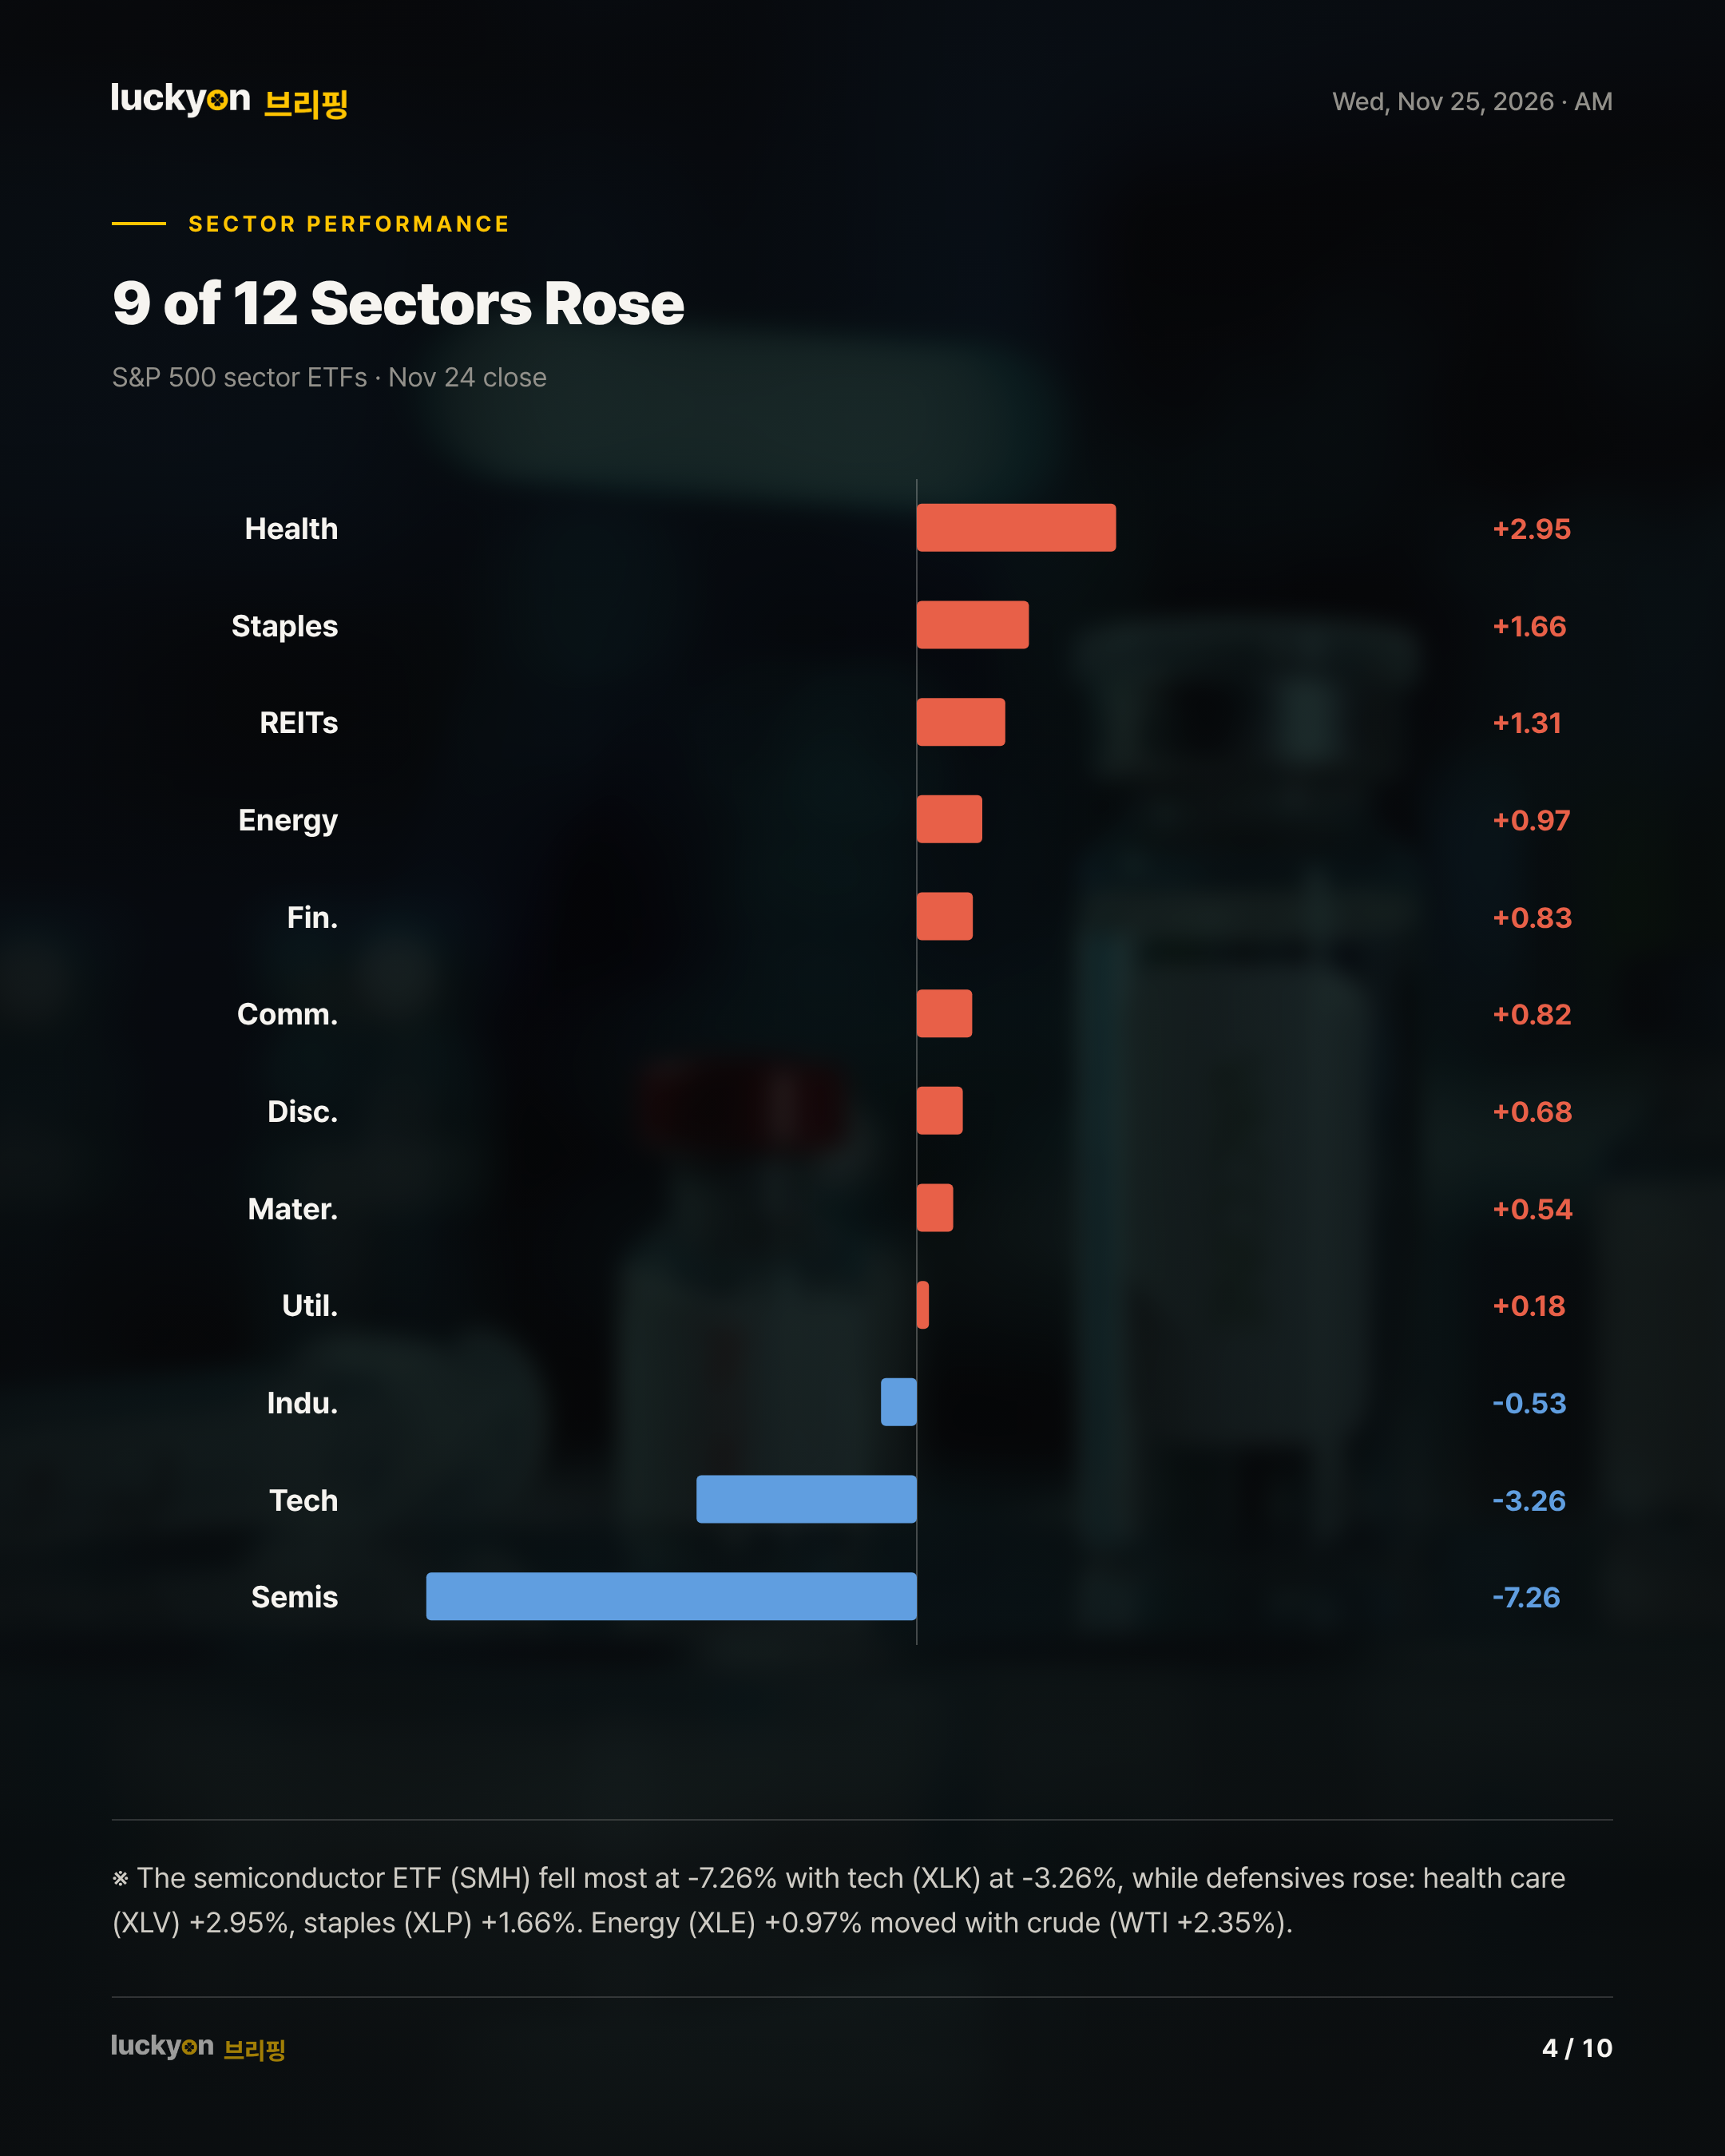 luckyon 브리핑
Wed, Nov 25, 2026 · AM
SECTOR PERFORMANCE
9 of 12 Sectors Rose
S&P 500 sector ETFs · Nov 24 close
Health +2.95
Staples +1.66
REITs +1.31
Energy +0.97
Fin. +0.83
Comm. +0.82
Disc. +0.68
Mater. +0.54
Util. +0.18
Indu. -0.53
Tech -3.26
Semis -7.26
※ The semiconductor ETF (SMH) fell most at -7.26% with tech (XLK) at -3.26%, while defensives rose: health care
(XLV) +2.95%, staples (XLP) +1.66%. Energy (XLE) +0.97% moved with crude (WTI +2.35%).
luckyon 브리핑
4 / 10